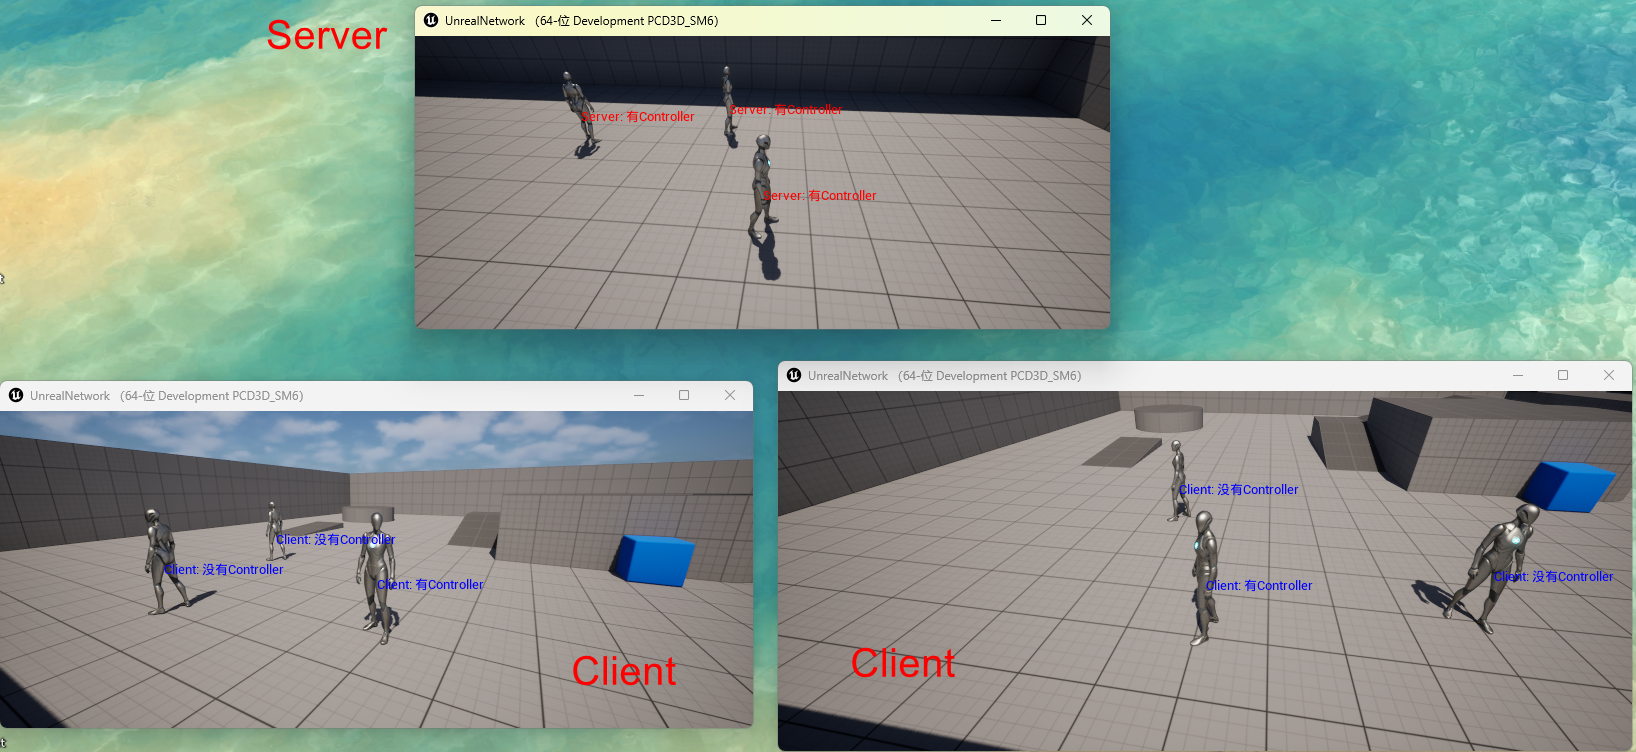 Server
UnrealNetwork (64-位 Development PCD3D_SM6)
Server: 有Controller
Server: 有Controller
Server: 有Controller
t
UnrealNetwork (64-位 Development PCD3D_SM6)
Client: 没有Controller
Client: 没有Controller
Client: 有Controller
Client
UnrealNetwork (64-位 Development PCD3D_SM6)
Client: 没有Controller
Client: 没有Controller
Client: 有Controller
Client
t